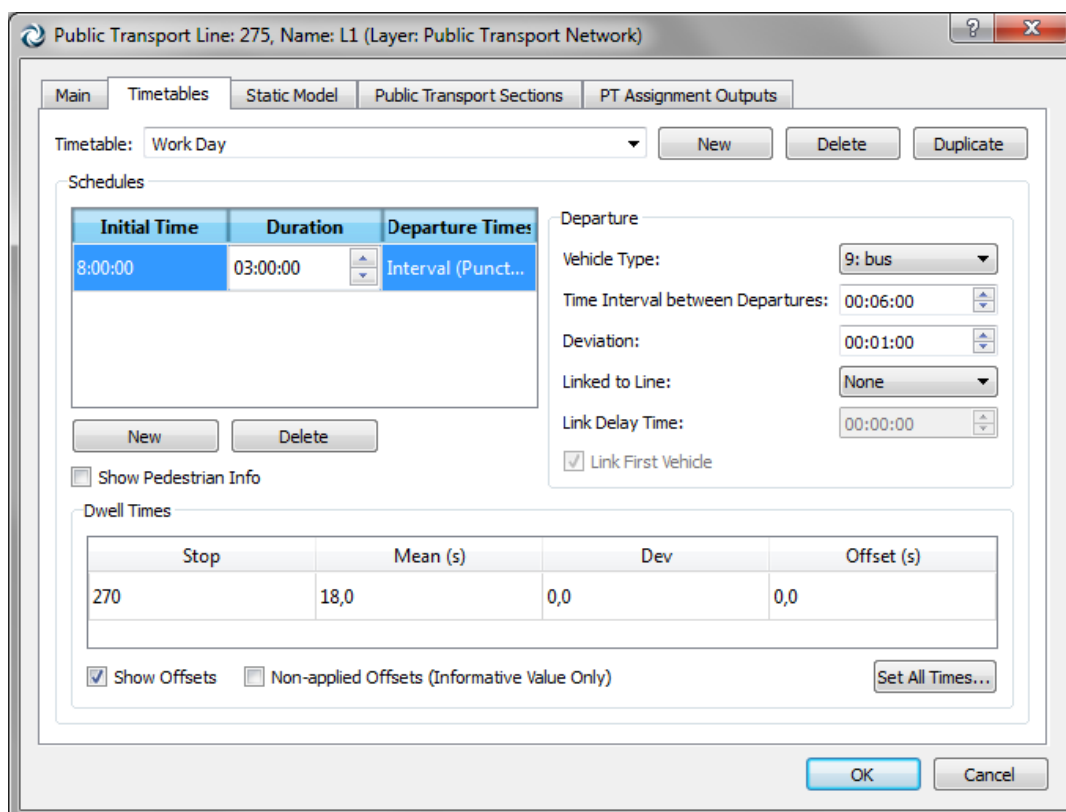 Public Transport Line: 275, Name: L1 (Layer: Public Transport Network)
? X
Main Timetables Static Model Public Transport Sections PT Assignment Outputs
Timetable: Work Day New Delete Duplicate
Schedules
Initial Time Duration Departure Times
8:00:00 03:00:00 Interval (Punct...
New Delete
Show Pedestrian Info
Departure
Vehicle Type: 9: bus
Time Interval between Departures: 00:06:00
Deviation: 00:01:00
Linked to Line: None
Link Delay Time: 00:00:00
Link First Vehicle
Dwell Times
Stop Mean (s) Dev Offset (s)
270 18,0 0,0 0,0
Show Offsets Non-applied Offsets (Informative Value Only) Set All Times...
OK Cancel